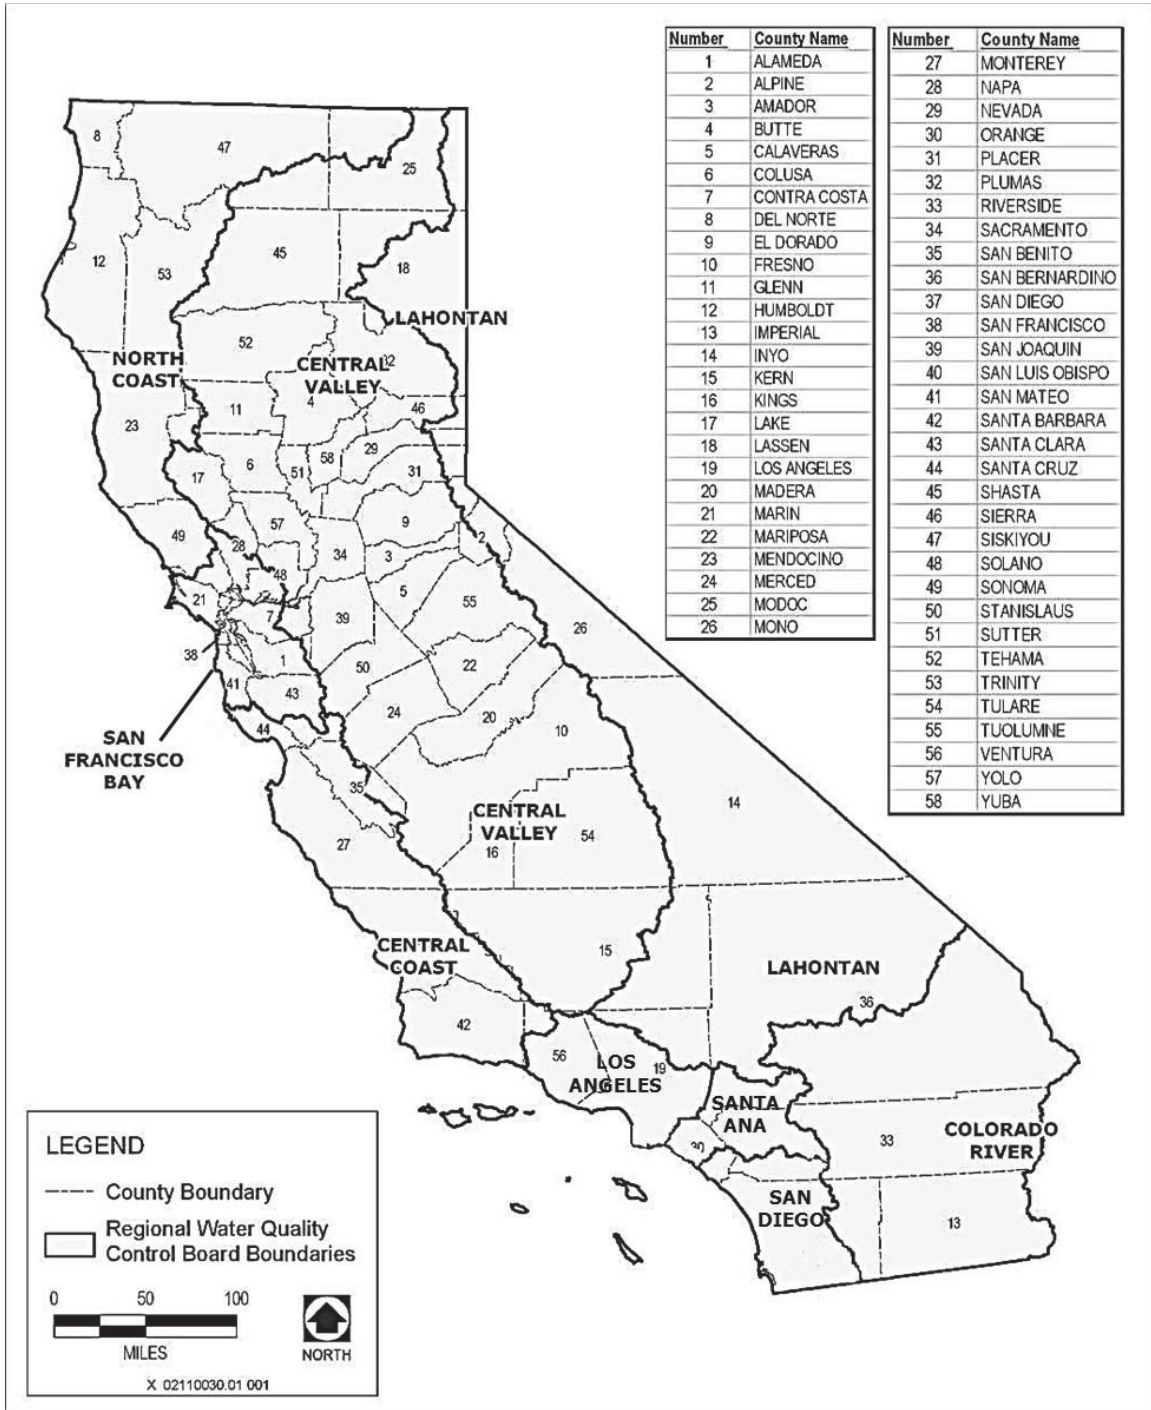 Number County Name
1 ALAMEDA
2 ALPINE
3 AMADOR
4 BUTTE
5 CALAVERAS
6 COLUSA
7 CONTRA COSTA
8 DEL NORTE
9 EL DORADO
10 FRESNO
11 GLENN
12 HUMBOLDT
13 IMPERIAL
14 INYO
15 KERN
16 KINGS
17 LAKE
18 LASSEN
19 LOS ANGELES
20 MADERA
21 MARIN
22 MARIPOSA
23 MENDOCINO
24 MERCED
25 MODOC
26 MONO
Number County Name
27 MONTEREY
28 NAPA
29 NEVADA
30 ORANGE
31 PLACER
32 PLUMAS
33 RIVERSIDE
34 SACRAMENTO
35 SAN BENITO
36 SAN BERNARDINO
37 SAN DIEGO
38 SAN FRANCISCO
39 SAN JOAQUIN
40 SAN LUIS OBISPO
41 SAN MATEO
42 SANTA BARBARA
43 SANTA CLARA
44 SANTA CRUZ
45 SHASTA
46 SIERRA
47 SISKIYOU
48 SOLANO
49 SONOMA
50 STANISLAUS
51 SUTTER
52 TEHAMA
53 TRINITY
54 TULARE
55 TUOLUMNE
56 VENTURA
57 YOLO
58 YUBA
8
47
25
12
53
45
18
LAHONTAN
52
NORTH
COAST
CENTRAL
VALLEY
4
11
46
23
29
58
51
6
17
31
57
9
49
28
34
3
2
48
5
55
21
7
39
26
38
1
50
22
41
43
24
20
44
10
SAN
FRANCISCO
BAY
35
14
CENTRAL
VALLEY
54
27
16
CENTRAL
COAST
15
LAHONTAN
36
42
56
LOS
ANGELES
19
SANTA
ANA
30
33
COLORADO
RIVER
SAN
DIEGO
13
LEGEND
County Boundary
Regional Water Quality
Control Board Boundaries
0 50 100
MILES
NORTH
X 02110030.01 001